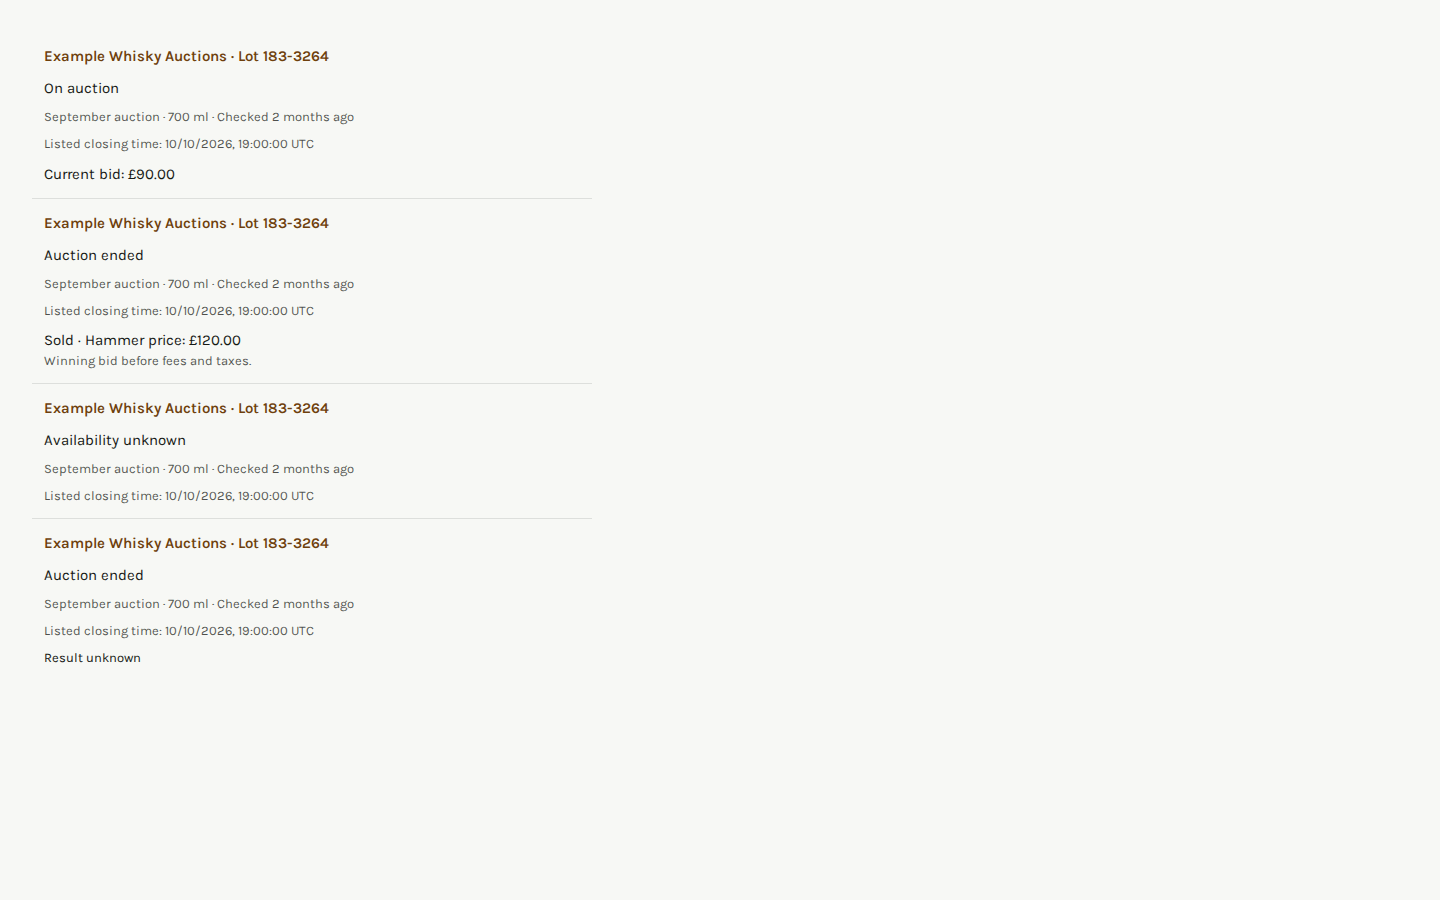 Example Whisky Auctions · Lot 183-3264
On auction
September auction · 700 ml · Checked 2 months ago
Listed closing time: 10/10/2026, 19:00:00 UTC
Current bid: £90.00
Example Whisky Auctions · Lot 183-3264
Auction ended
September auction · 700 ml · Checked 2 months ago
Listed closing time: 10/10/2026, 19:00:00 UTC
Sold · Hammer price: £120.00
Winning bid before fees and taxes.
Example Whisky Auctions · Lot 183-3264
Availability unknown
September auction · 700 ml · Checked 2 months ago
Listed closing time: 10/10/2026, 19:00:00 UTC
Example Whisky Auctions · Lot 183-3264
Auction ended
September auction · 700 ml · Checked 2 months ago
Listed closing time: 10/10/2026, 19:00:00 UTC
Result unknown